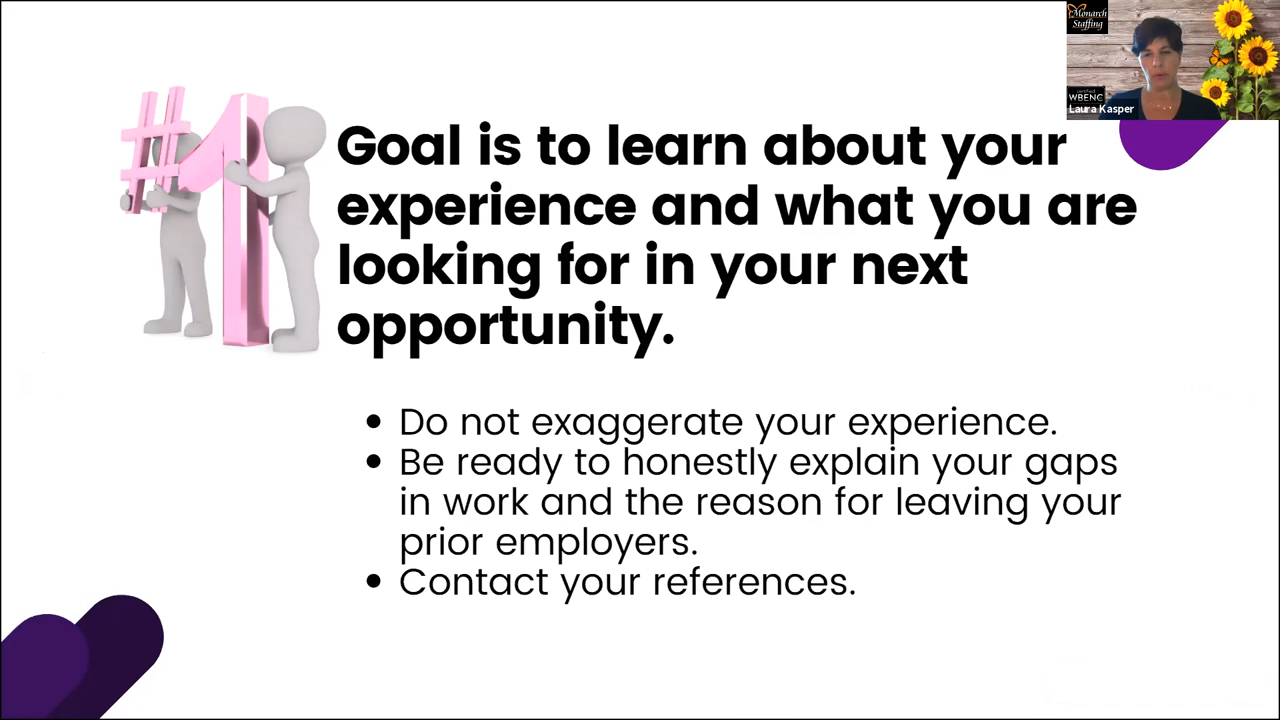 Monarch
Staffing
certified
WBENC
Laura Kasper
#1
Goal is to learn about your
experience and what you are
looking for in your next
opportunity.
• Do not exaggerate your experience.
• Be ready to honestly explain your gaps
in work and the reason for leaving your
prior employers.
• Contact your references.